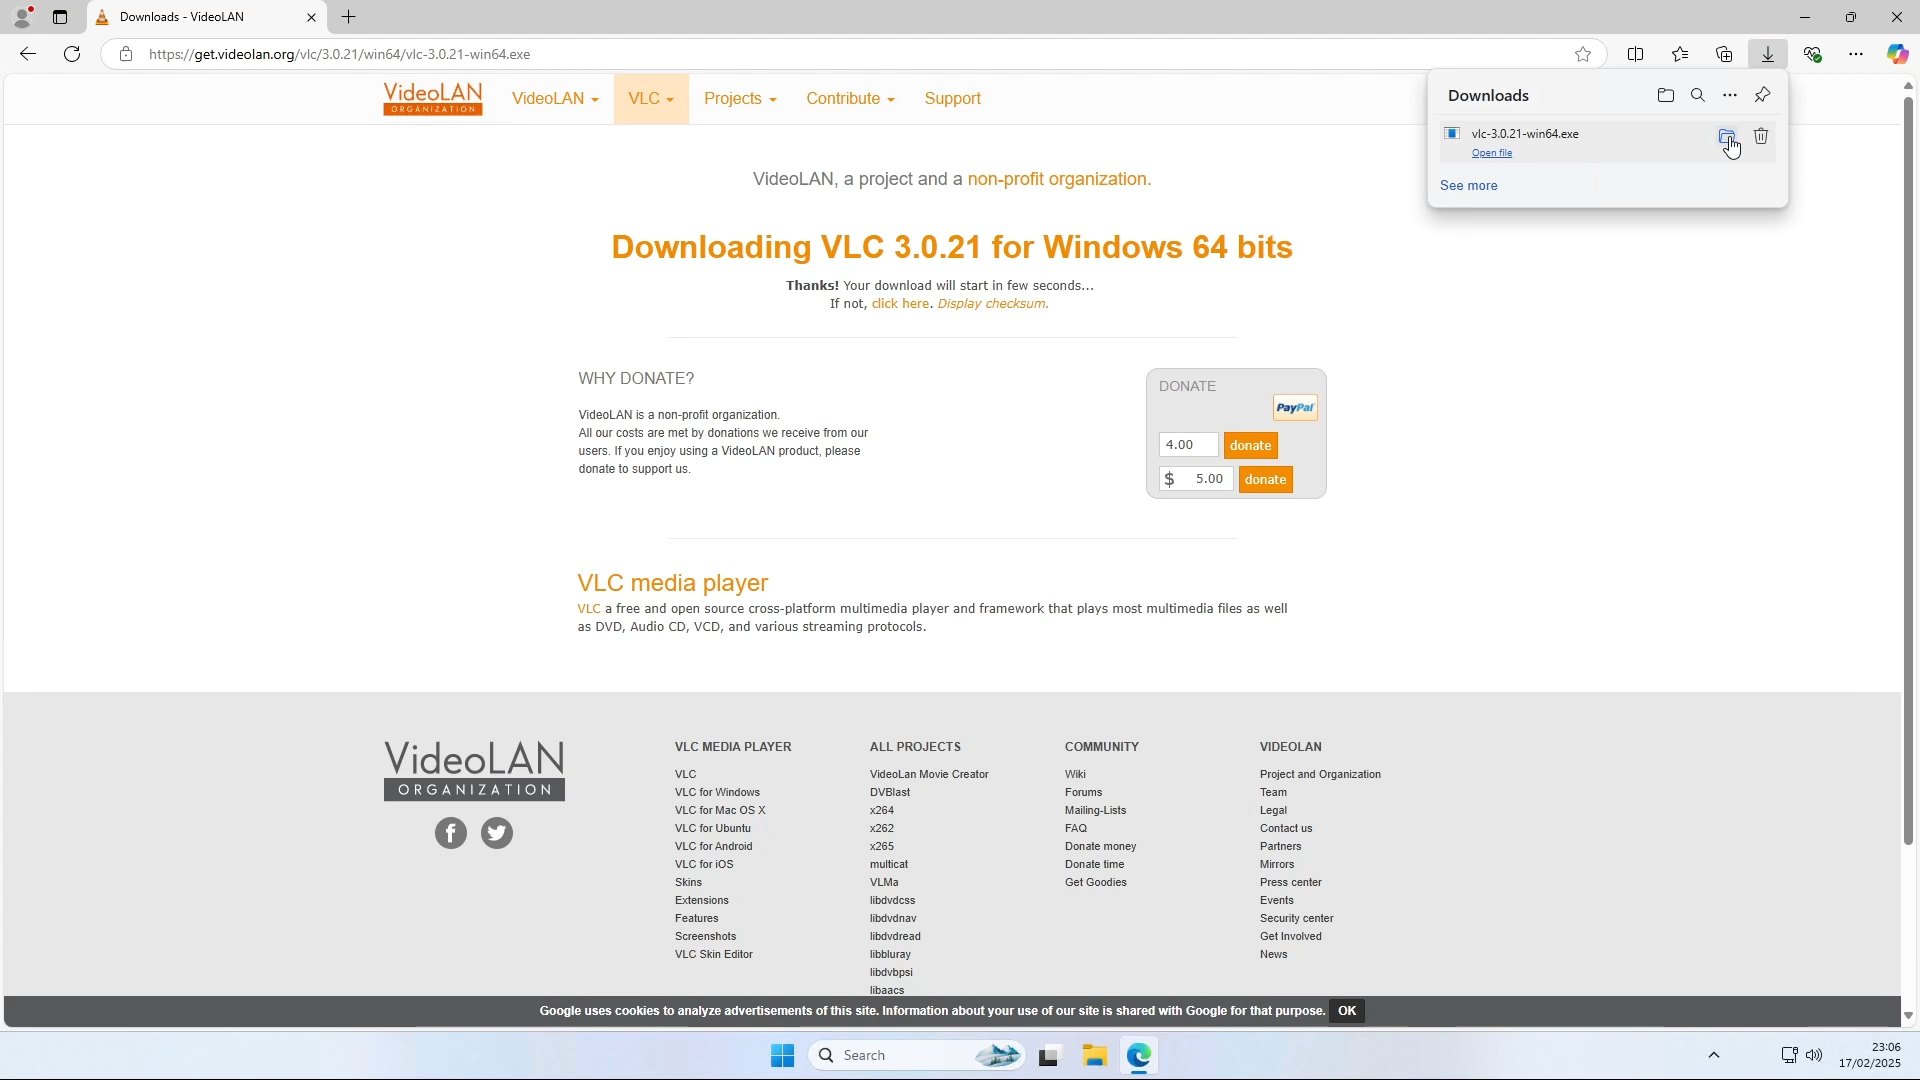 Downloads - VideoLAN
https://get.videolan.org/vlc/3.0.21/win64/vlc-3.0.21-win64.exe
VideoLAN
ORGANIZATION
VideoLAN
VLC
Projects
Contribute
Support
Downloads
vlc-3.0.21-win64.exe
Open file
See more
VideoLAN, a project and a non-profit organization.
Downloading VLC 3.0.21 for Windows 64 bits
Thanks! Your download will start in few seconds...
If not, click here. Display checksum.
WHY DONATE?
VideoLAN is a non-profit organization.
All our costs are met by donations we receive from our
users. If you enjoy using a VideoLAN product, please
donate to support us.
DONATE
PayPal
4.00 donate
$ 5.00 donate
VLC media player
VLC a free and open source cross-platform multimedia player and framework that plays most multimedia files as well
as DVD, Audio CD, VCD, and various streaming protocols.
VideoLAN
ORGANIZATION
VLC MEDIA PLAYER
VLC
VLC for Windows
VLC for Mac OS X
VLC for Ubuntu
VLC for Android
VLC for iOS
Skins
Extensions
Features
Screenshots
VLC Skin Editor
ALL PROJECTS
VideoLan Movie Creator
DVBlast
x264
x262
x265
multicat
VLMa
libdvdcss
libdvdnav
libdvdread
libbluray
libdvbpsi
libaacs
COMMUNITY
Wiki
Forums
Mailing-Lists
FAQ
Donate money
Donate time
Get Goodies
VIDEOLAN
Project and Organization
Team
Legal
Contact us
Partners
Mirrors
Press center
Events
Security center
Get Involved
News
Google uses cookies to analyze advertisements of this site. Information about your use of our site is shared with Google for that purpose. OK
Search
23:06
17/02/2025